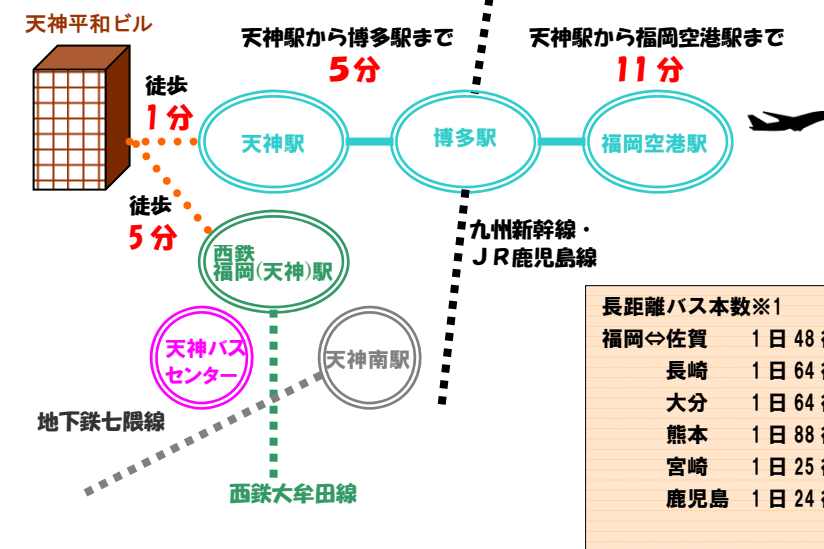 天神平和ビル
天神駅から博多駅まで
5分
天神駅から福岡空港駅まで
11分
徒歩
1分
天神駅
博多駅
福岡空港駅
徒歩
5分
西鉄
福岡(天神)駅
九州新幹線・
JR鹿児島線
天神バス
センター
天神南駅
地下鉄七隈線
西鉄大牟田線
長距離バス本数※1
福岡⇔佐賀 1日48
長崎 1日64
大分 1日64
熊本 1日88
宮崎 1日25
鹿児島 1日24